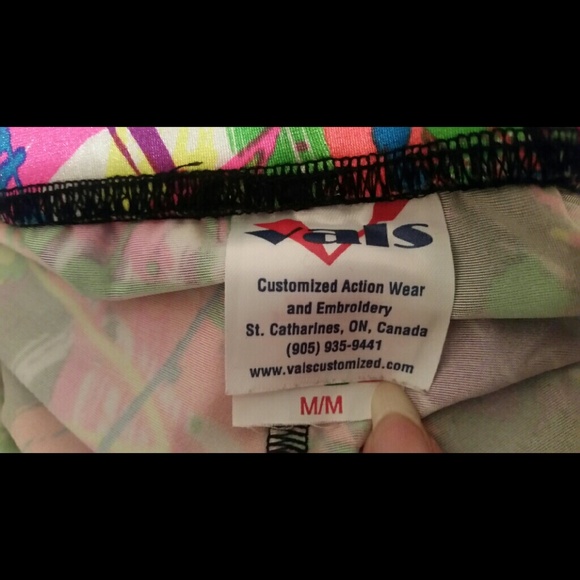 Vals
Customized Action Wear
and Embroidery
St. Catharines, ON, Canada
(905) 935-9441
www.valscustomized.com
M/M